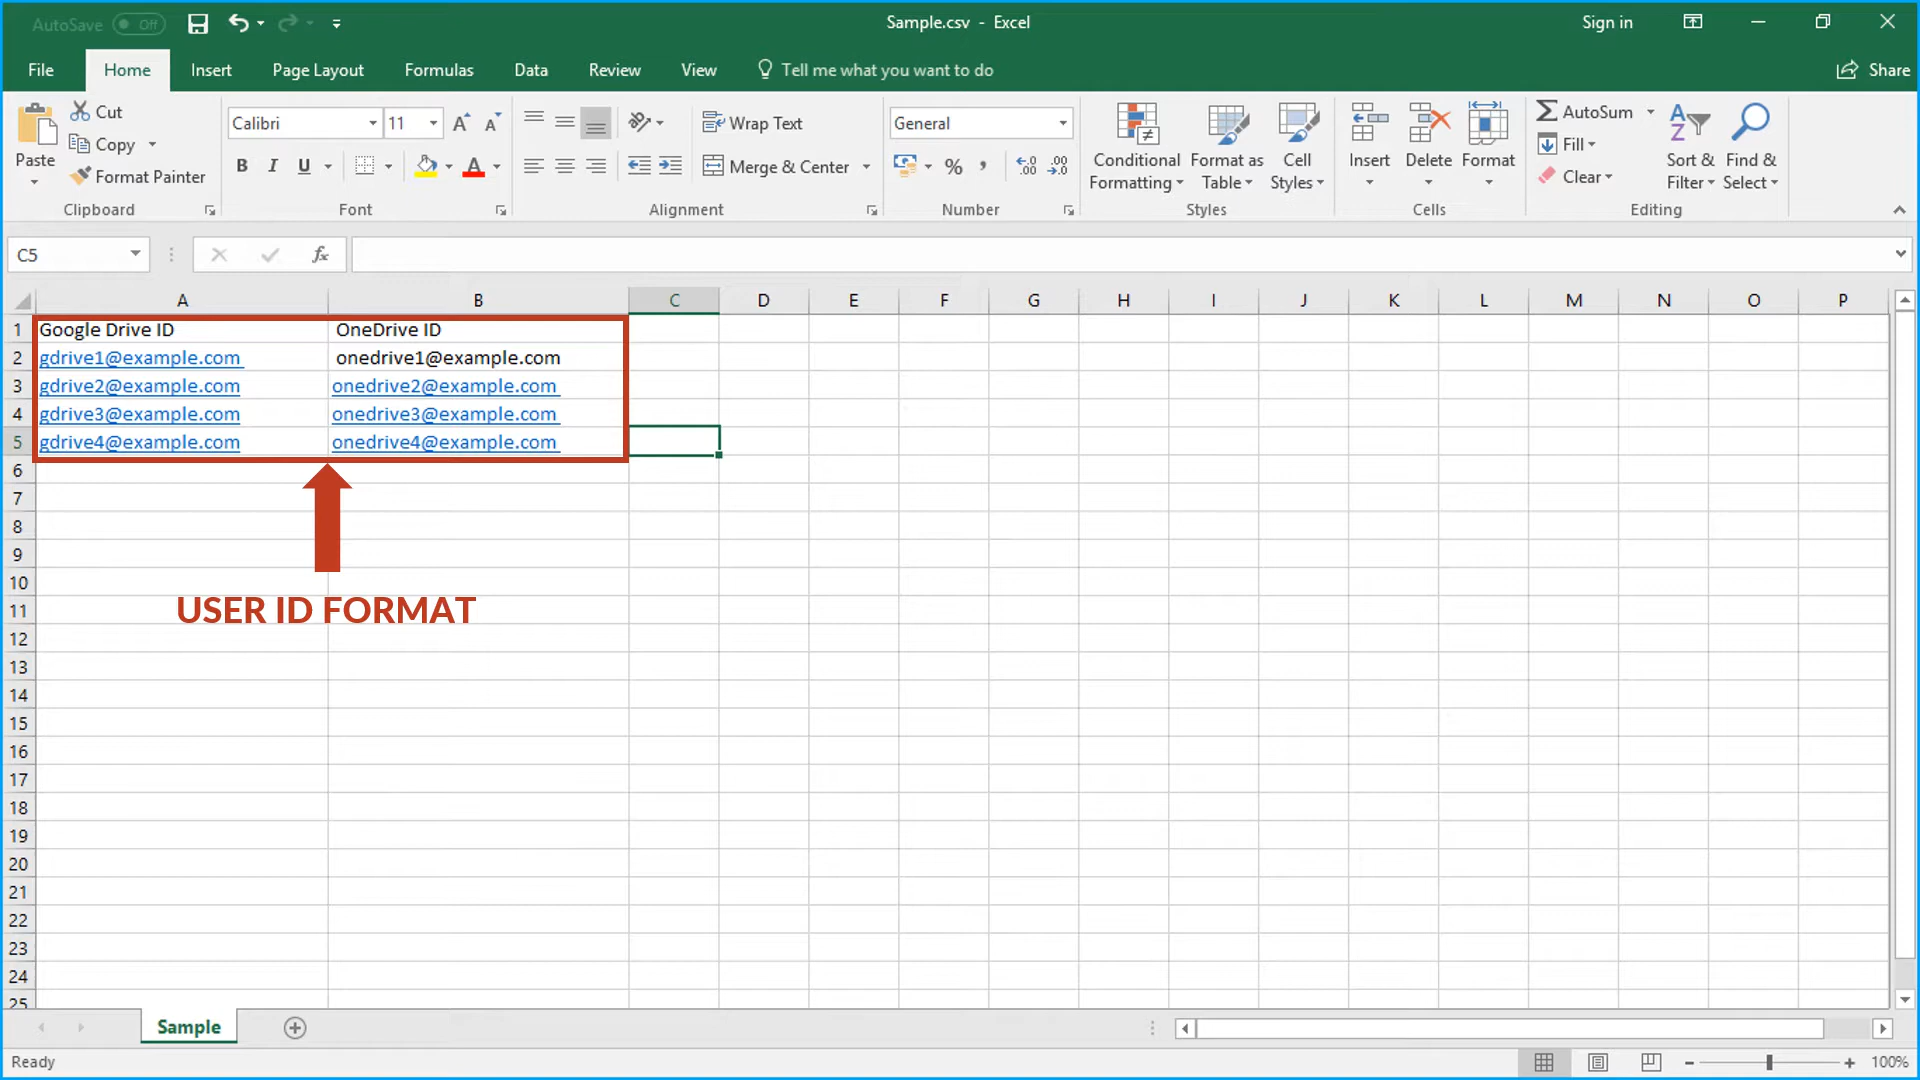 AutoSave Off
Sample.csv - Excel
Sign in
File Home Insert Page Layout Formulas Data Review View Tell me what you want to do Share
Paste
Cut
Copy
Format Painter
Clipboard
Calibri 11
B I U A
Font
Wrap Text
Merge & Center
Alignment
General
% ,
Number
Conditional Formatting
Format as Table
Cell Styles
Styles
Insert Delete Format
Cells
AutoSum
Fill
Clear
Sort & Filter
Find & Select
Editing
C5 fx
A B C D E F G H I J K L M N O P
1 Google Drive ID OneDrive ID
2 gdrive1@example.com onedrive1@example.com
3 gdrive2@example.com onedrive2@example.com
4 gdrive3@example.com onedrive3@example.com
5 gdrive4@example.com onedrive4@example.com
6
7
8
9
10
11
USER ID FORMAT
12
13
14
15
16
17
18
19
20
21
22
23
24
25
Sample
Ready
100%